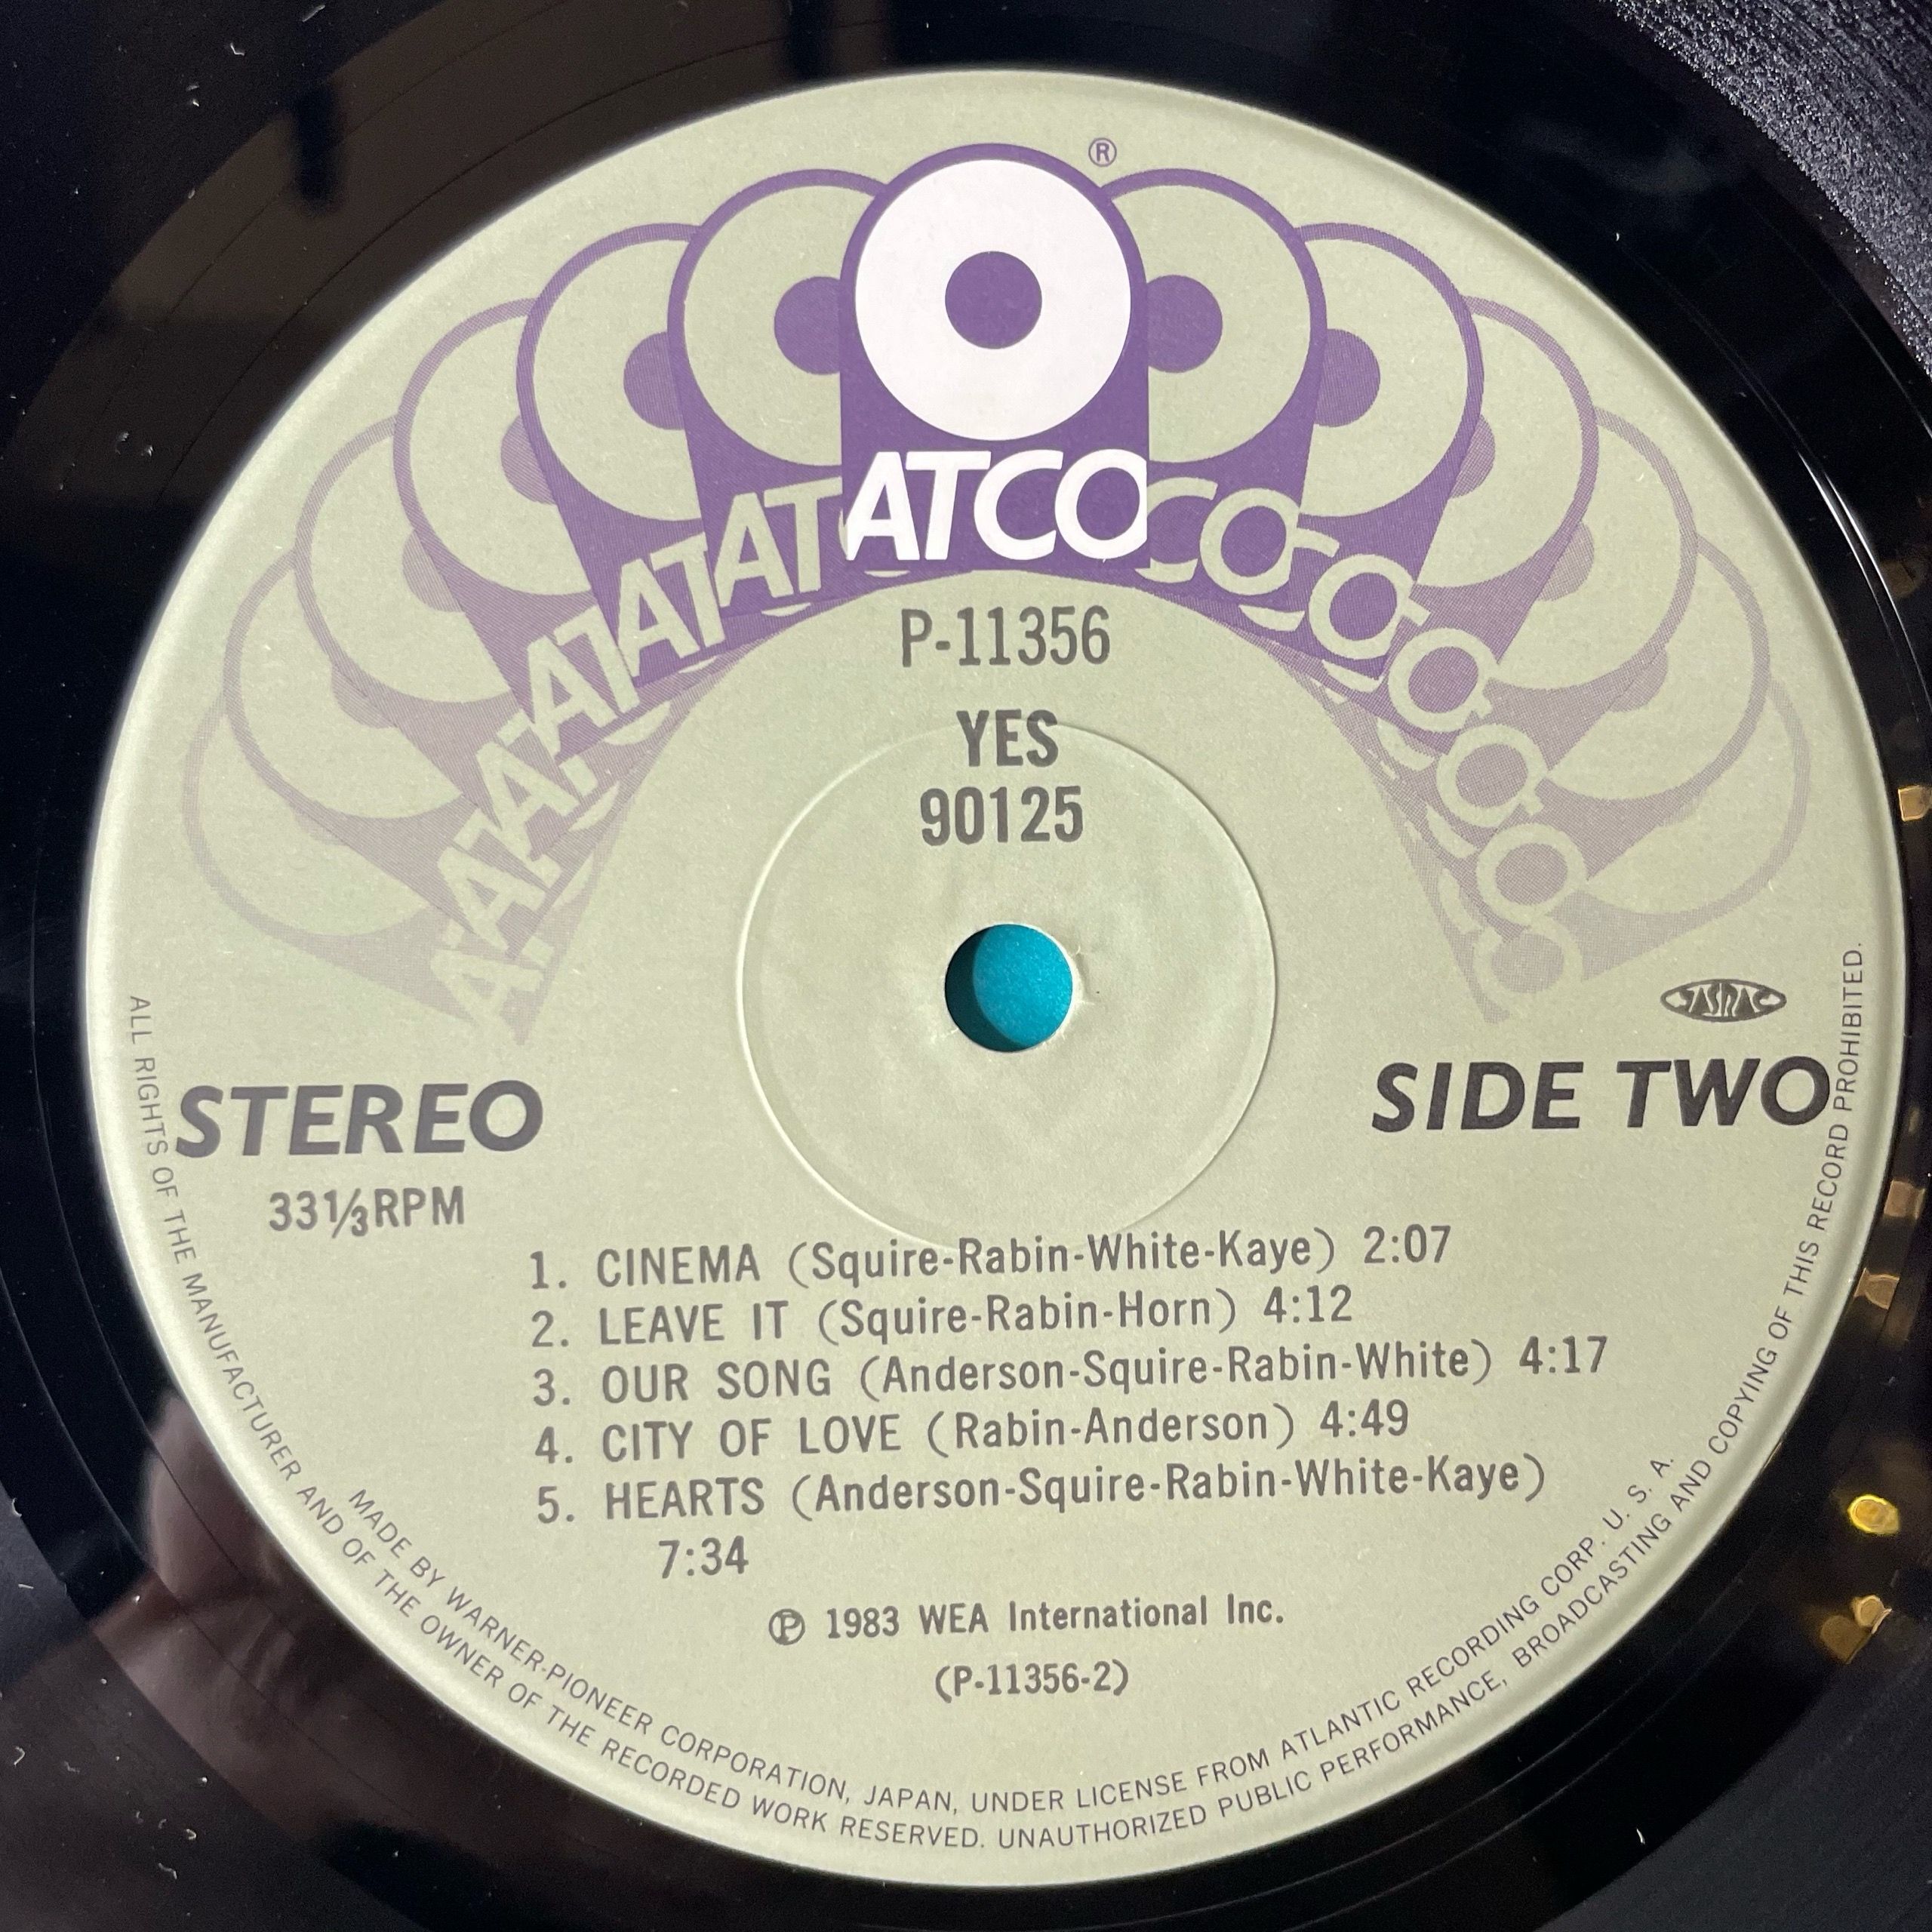 ®
ATCO
P-11356
YES
90125
JASRAC
STEREO
SIDE TWO
33⅓RPM
1. CINEMA (Squire-Rabin-White-Kaye) 2:07
2. LEAVE IT (Squire-Rabin-Horn) 4:12
3. OUR SONG (Anderson-Squire-Rabin-White) 4:17
4. CITY OF LOVE (Rabin-Anderson) 4:49
5. HEARTS (Anderson-Squire-Rabin-White-Kaye)
7:34
℗ 1983 WEA International Inc.
(P-11356-2)
MADE BY WARNER-PIONEER CORPORATION, JAPAN, UNDER LICENSE FROM ATLANTIC RECORDING CORP. U. S. A.
ALL RIGHTS OF THE MANUFACTURER AND OF THE OWNER OF THE RECORDED WORK RESERVED. UNAUTHORIZED PUBLIC PERFORMANCE, BROADCASTING AND COPYING OF THIS RECORD PROHIBITED.